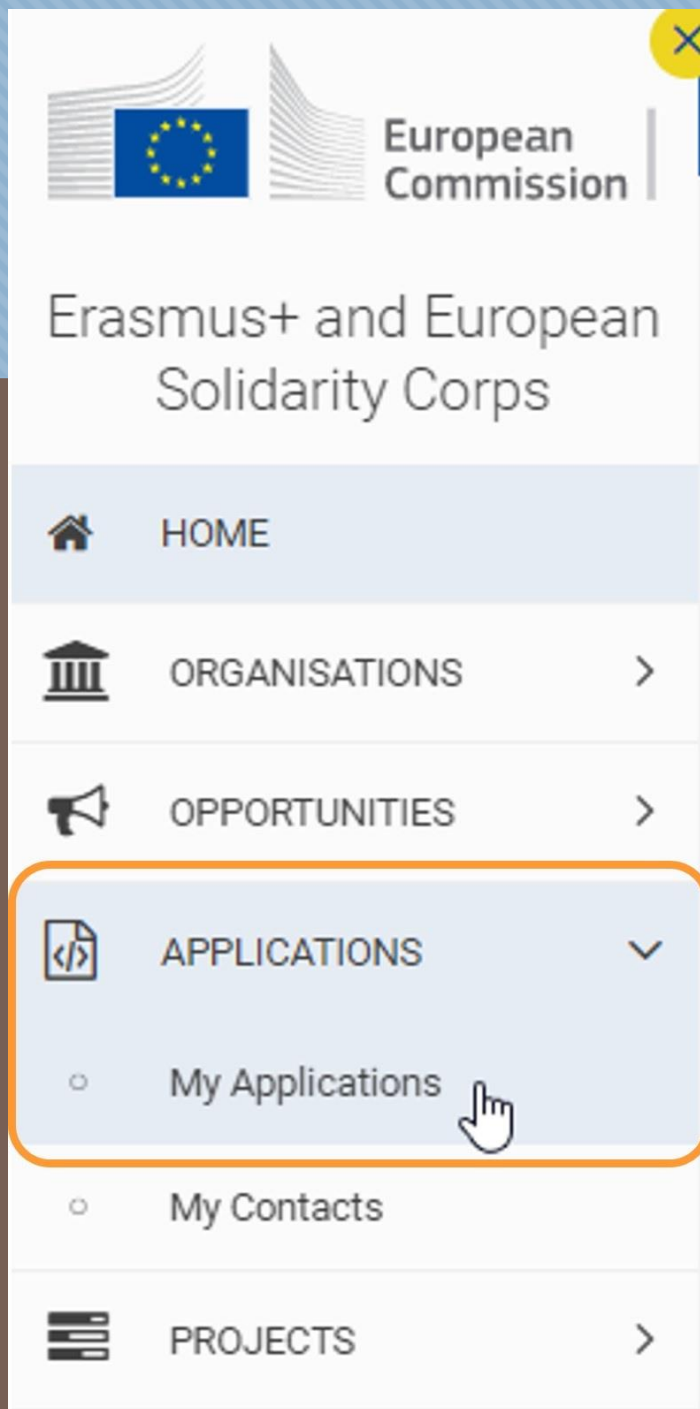 European
Commission
Erasmus+ and European
Solidarity Corps
HOME
ORGANISATIONS
OPPORTUNITIES
APPLICATIONS
My Applications
My Contacts
PROJECTS